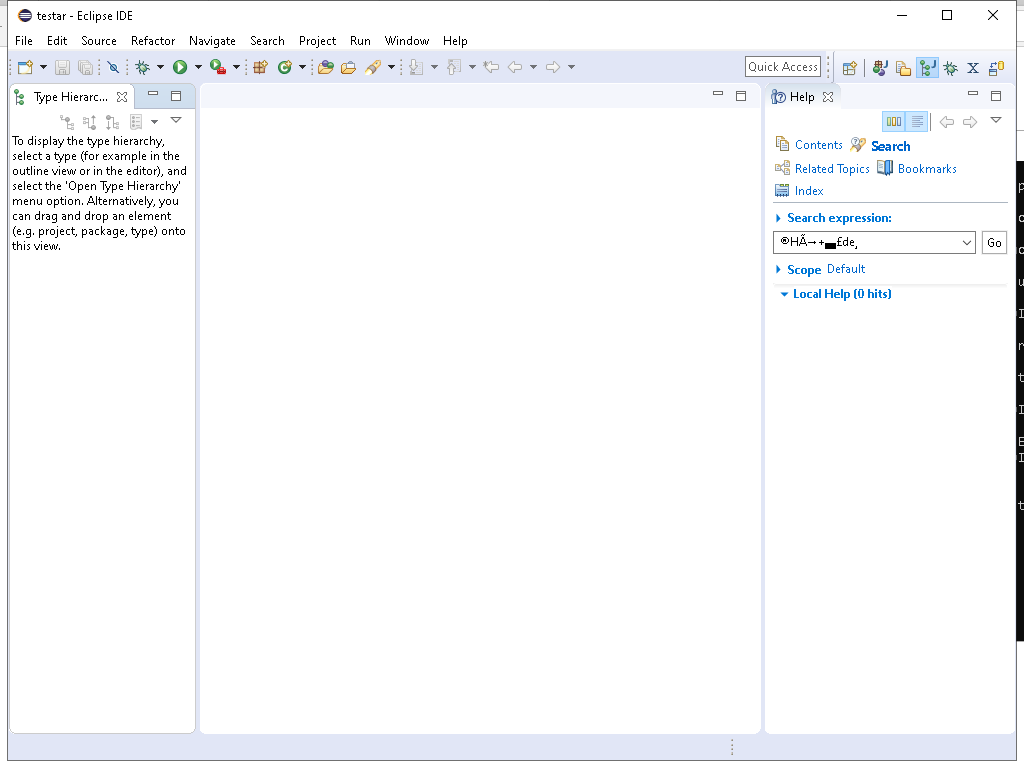 testar - Eclipse IDE
File Edit Source Refactor Navigate Search Project Run Window Help
Quick Access
Type Hierarc...
Help
To display the type hierarchy,
select a type (for example in the
outline view or in the editor), and
select the 'Open Type Hierarchy'
menu option. Alternatively, you
can drag and drop an element
(e.g. project, package, type) onto
this view.
Contents Search
Related Topics Bookmarks
Index
Search expression:
®HÃ→+▄£de¸
Go
Scope Default
Local Help (0 hits)